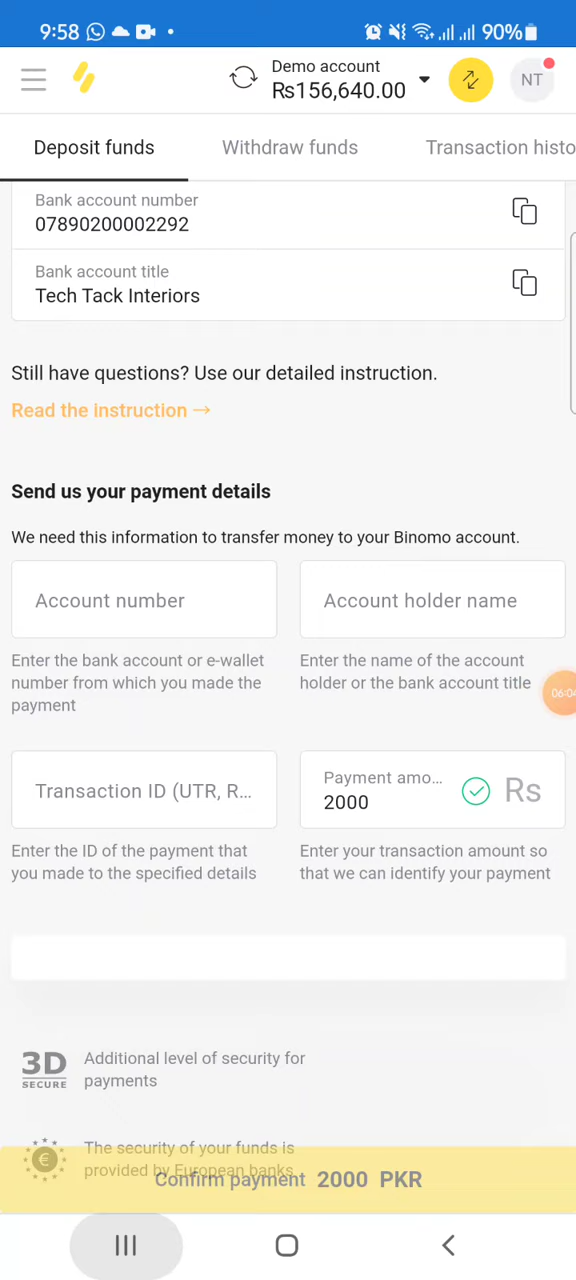 9:58
90%
Demo account
Rs156,640.00
NT
Deposit funds
Withdraw funds
Transaction histo
Bank account number
07890200002292
Bank account title
Tech Tack Interiors
Still have questions? Use our detailed instruction.
Read the instruction →
Send us your payment details
We need this information to transfer money to your Binomo account.
Account number
Account holder name
Enter the bank account or e-wallet
number from which you made the
payment
Enter the name of the account
holder or the bank account title
06:04
Transaction ID (UTR, R...
Payment amo...
2000
Rs
Enter the ID of the payment that
you made to the specified details
Enter your transaction amount so
that we can identify your payment
3D
SECURE
Additional level of security for
payments
The security of your funds is
provided by European banks
Confirm payment 2000 PKR